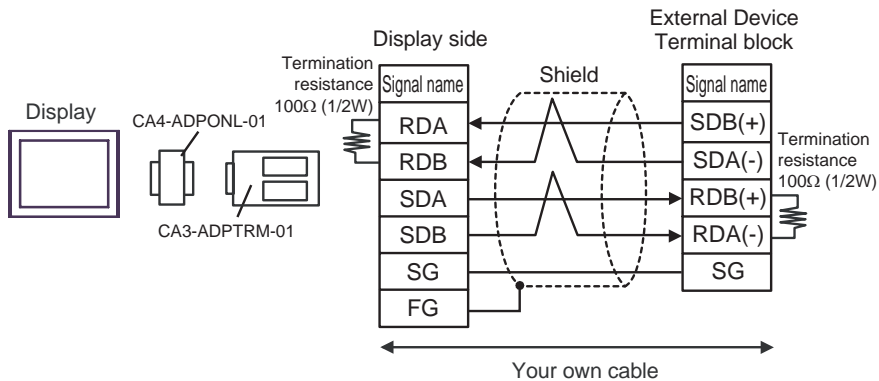 Display
CA4-ADPONL-01
CA3-ADPTRM-01
Termination
resistance
100Ω (1/2W)
Display side
Signal name
RDA
RDB
SDA
SDB
SG
FG
Shield
External Device
Terminal block
Signal name
SDB(+)
SDA(-)
RDB(+)
RDA(-)
SG
Termination
resistance
100Ω (1/2W)
Your own cable